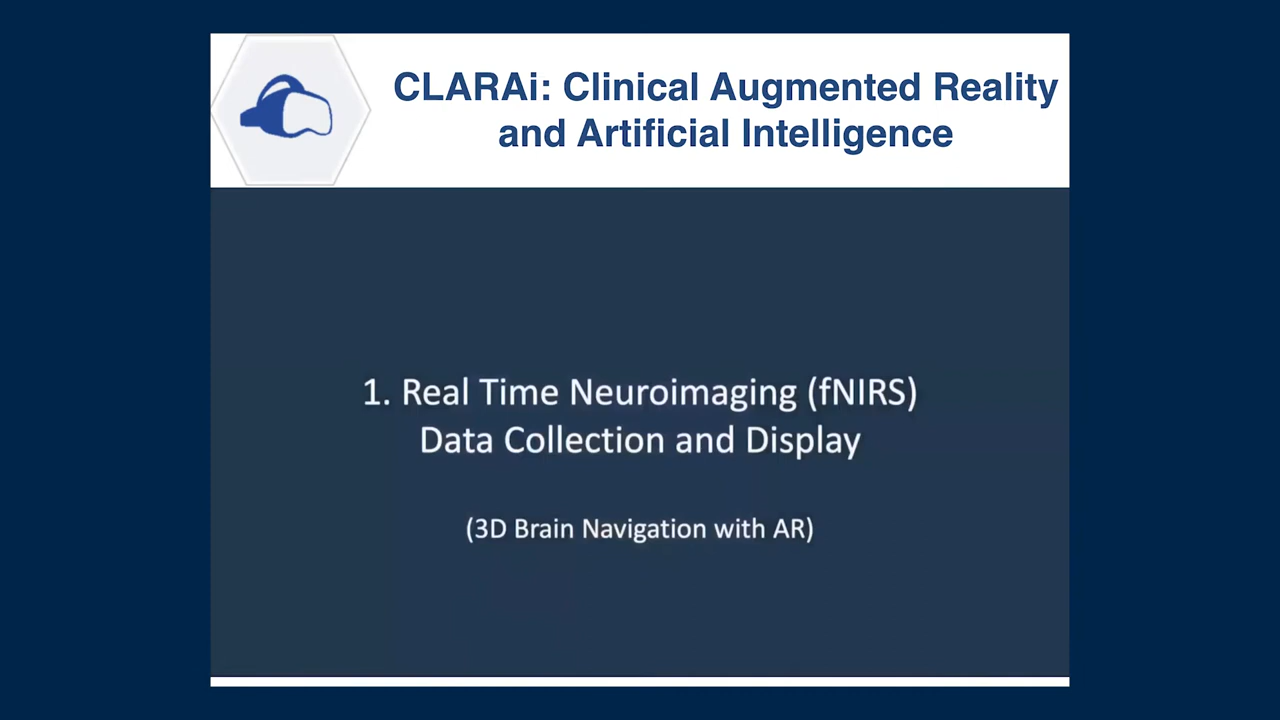 CLARAi: Clinical Augmented Reality
and Artificial Intelligence
1. Real Time Neuroimaging (fNIRS)
Data Collection and Display
(3D Brain Navigation with AR)